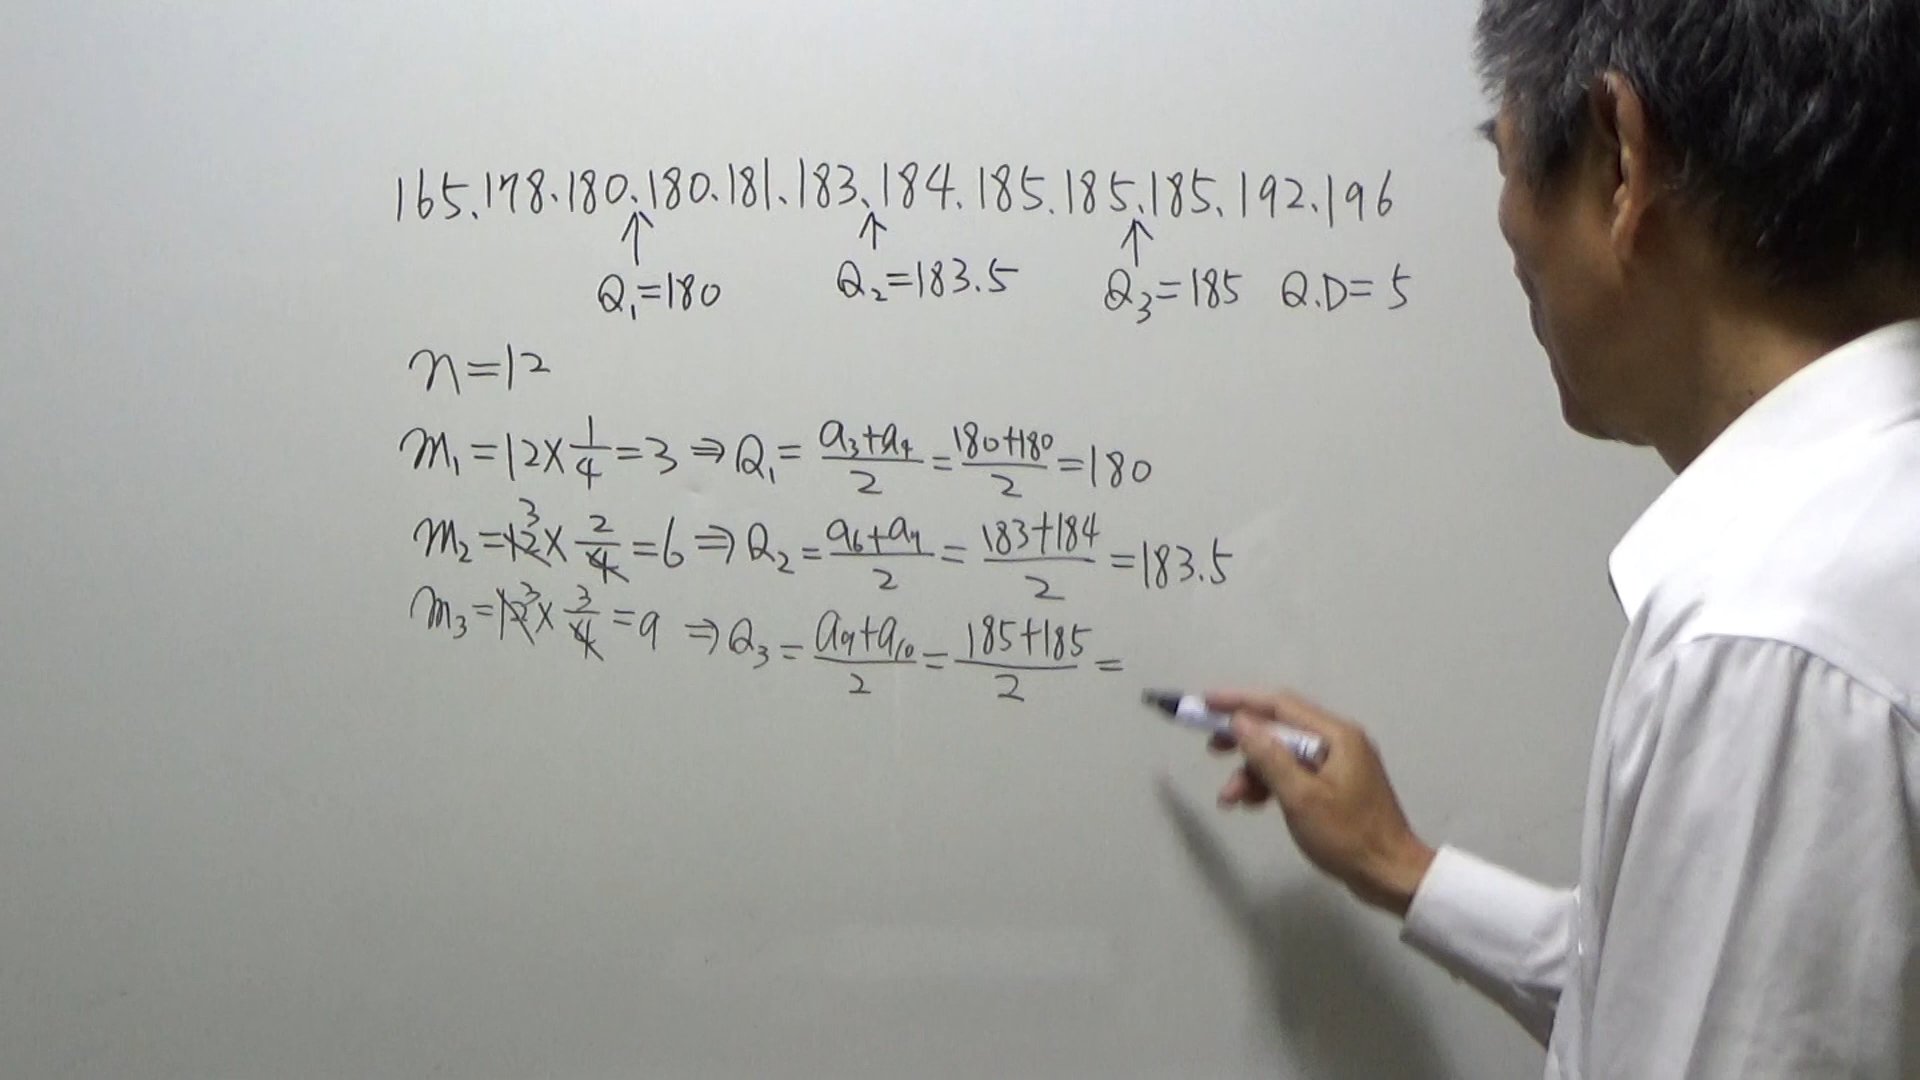 165、178、180、180、181、183、184、185、185、185、192、196
↑ ↑ ↑
Q₁=180 Q₂=183.5 Q₃=185 Q.D=5
n=12
m₁=12×1/4=3⇒Q₁=(a₃+a₄)/2=(180+180)/2=180
m₂=12³×2/4=6⇒Q₂=(a₆+a₇)/2=(183+184)/2=183.5
m₃=12³×3/4=9⇒Q₃=(a₉+a₁₀)/2=(185+185)/2=